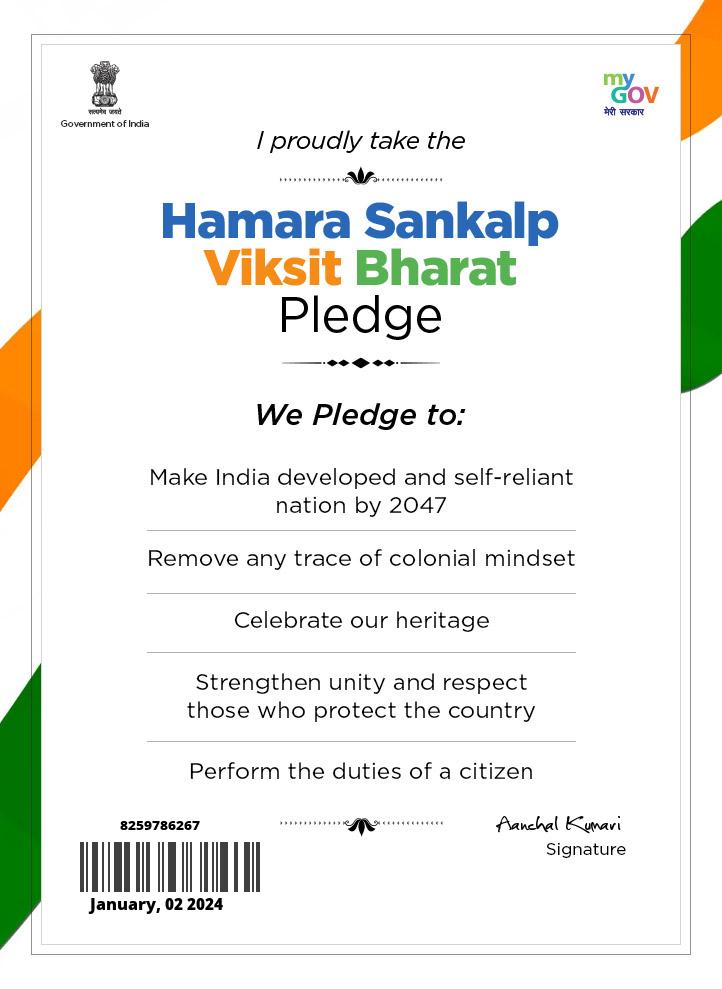 सत्यमेव जयते
Government of India
my
GOV
मेरी सरकार
I proudly take the
Hamara Sankalp
Viksit Bharat
Pledge
We Pledge to:
Make India developed and self-reliant
nation by 2047
Remove any trace of colonial mindset
Celebrate our heritage
Strengthen unity and respect
those who protect the country
Perform the duties of a citizen
8259786267
January, 02 2024
Aanchal Kumari
Signature